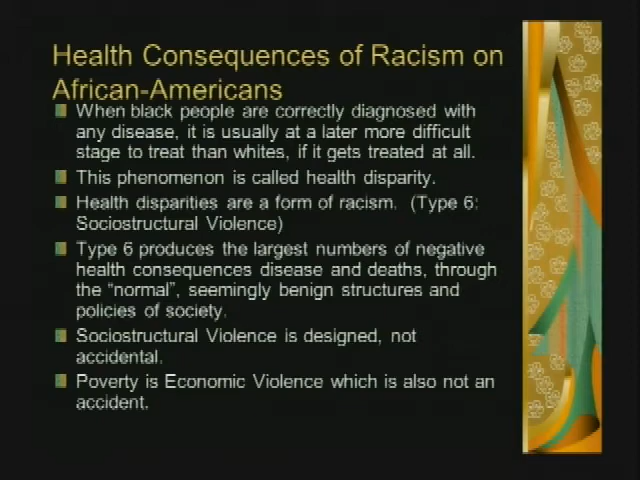 Health Consequences of Racism on
African-Americans
When black people are correctly diagnosed with
any disease, it is usually at a later more difficult
stage to treat than whites, if it gets treated at all.
This phenomenon is called health disparity.
Health disparities are a form of racism. (Type 6:
Sociostructural Violence)
Type 6 produces the largest numbers of negative
health consequences disease and deaths, through
the "normal", seemingly benign structures and
policies of society.
Sociostructural Violence is designed, not
accidental.
Poverty is Economic Violence which is also not an
accident.